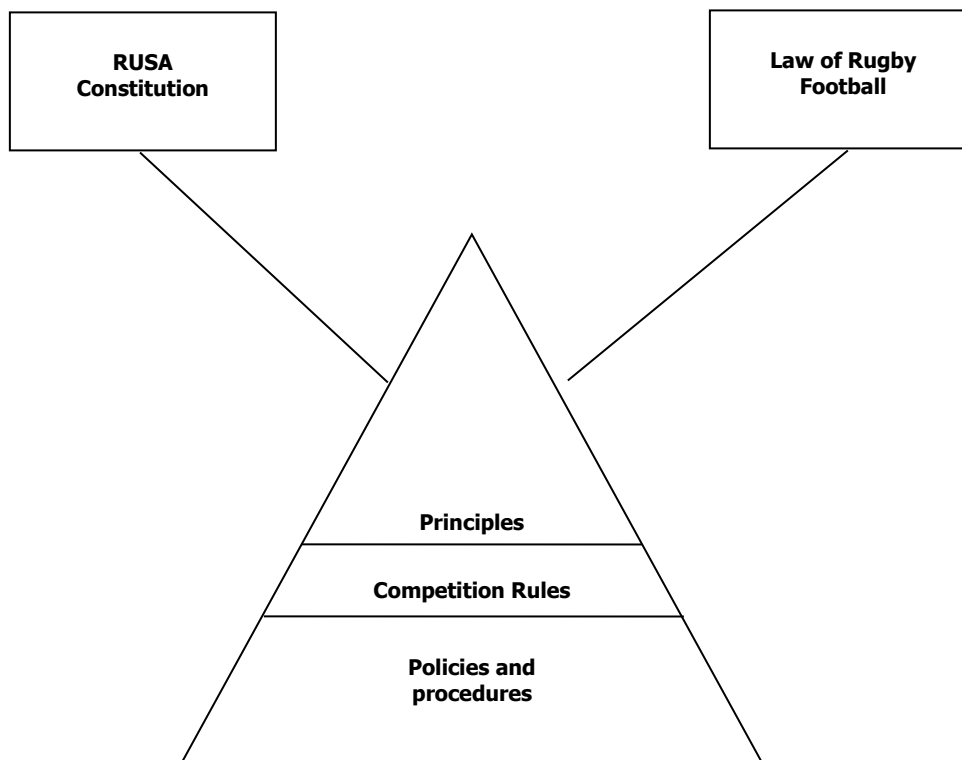 RUSA
Constitution
Law of Rugby
Football
Principles
Competition Rules
Policies and
procedures